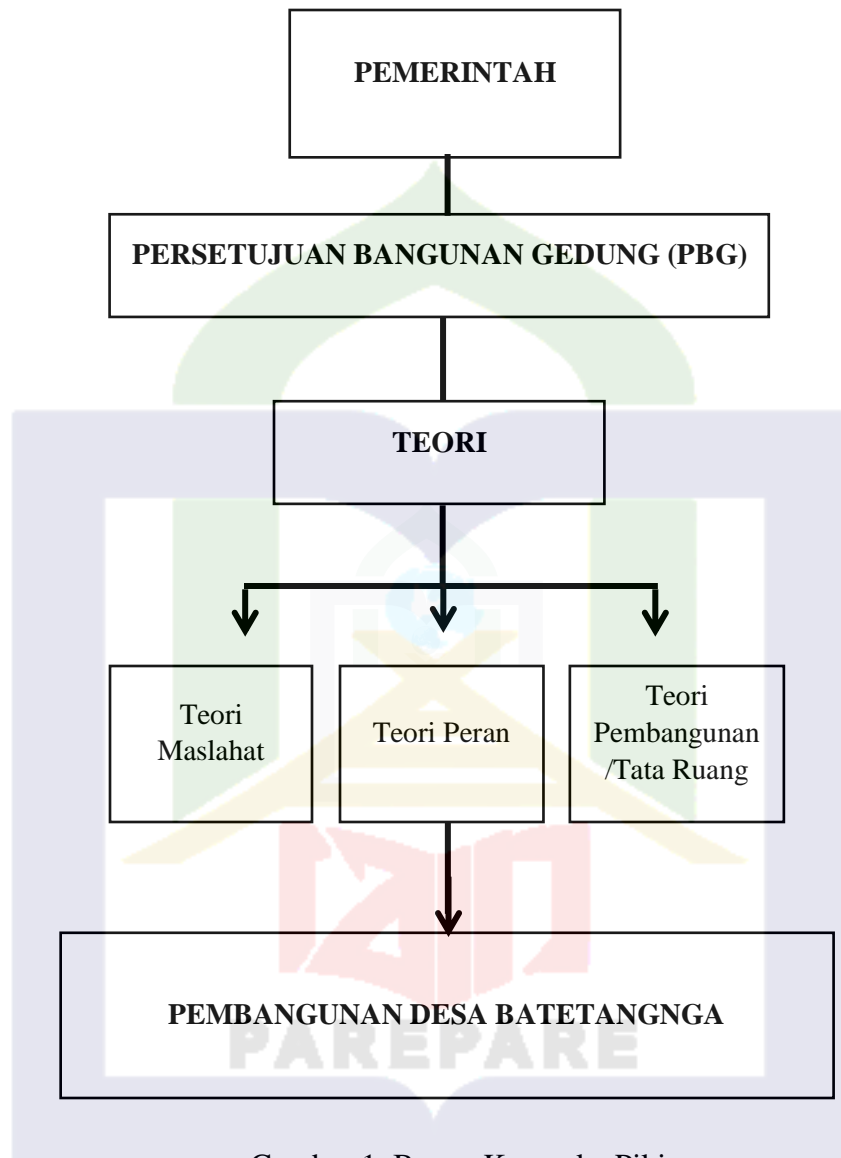 PEMERINTAH
PERSETUJUAN BANGUNAN GEDUNG (PBG)
TEORI
Teori
Maslahat
Teori Peran
Teori
Pembangunan
/Tata Ruang
PEMBANGUNAN DESA BATETANGNGA
PAREPARE